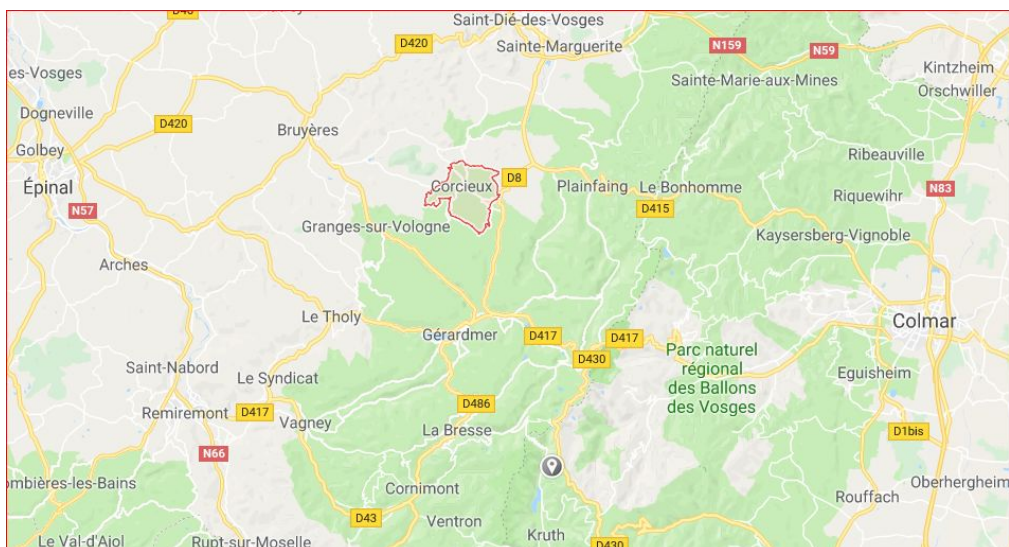 D48
Saint-Dié-des-Vosges
D420
Sainte-Marguerite
N159
N59
Kintzheim
Orschwiller
es-Vosges
Sainte-Marie-aux-Mines
Dogneville
D420
Bruyères
Golbey
Ribeauville
Épinal
Corcieux
D8
Plainfaing
Le Bonhomme
Riquewihr
N83
N57
D415
Granges-sur-Vologne
Kaysersberg-Vignoble
Arches
Le Tholy
Gérardmer
D417
D417
Colmar
D430
Parc naturel
régional
des Ballons
des Vosges
Saint-Nabord
Le Syndicat
Eguisheim
Remiremont
D417
Vagney
D486
La Bresse
D1bis
N66
ombières-les-Bains
Cornimont
Rouffach
Oberhergheim
D43
Ventron
Kruth
Le Val-d'Ajol
Rupt-sur-Moselle
D430